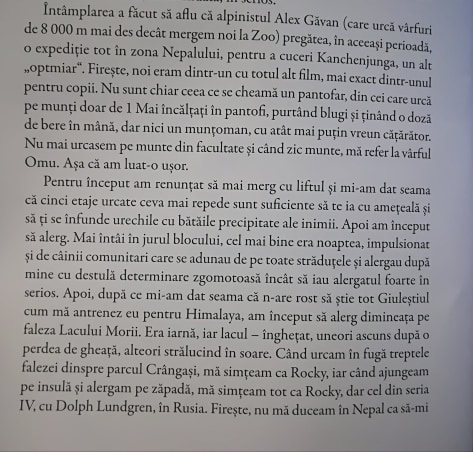 Întâmplarea a făcut să aflu că alpinistul Alex Găvan (care urcă vârfuri
de 8 000 m mai des decât mergem noi la Zoo) pregătea, în aceeași perioadă,
o expediție tot în zona Nepalului, pentru a cuceri Kanchenjunga, un alt
„optmiar“. Firește, noi eram dintr-un cu totul alt film, mai exact dintr-unul
pentru copii. Nu sunt chiar ceea ce se cheamă un pantofar, din cei care urcă
pe munți doar de 1 Mai încălțați în pantofi, purtând blugi și ținând o doză
de bere în mână, dar nici un munțoman, cu atât mai puțin vreun cățărător.
Nu mai urcasem pe munte din facultate și când zic munte, mă refer la vârful
Omu. Așa că am luat-o ușor.
Pentru început am renunțat să mai merg cu liftul și mi-am dat seama
că cinci etaje urcate ceva mai repede sunt suficiente să te ia cu amețeală și
să ți se înfunde urechile cu bătăile precipitate ale inimii. Apoi am început
să alerg. Mai întâi în jurul blocului, cel mai bine era noaptea, impulsionat
și de câinii comunitari care se adunau de pe toate străduțele și alergau după
mine cu destulă determinare zgomotoasă încât să iau alergatul foarte în
serios. Apoi, după ce mi-am dat seama că n-are rost să știe tot Giuleștiul
cum mă antrenez eu pentru Himalaya, am început să alerg dimineața pe
faleza Lacului Morii. Era iarnă, iar lacul – înghețat, uneori ascuns după o
perdea de gheață, alteori strălucind în soare. Când urcam în fugă treptele
falezei dinspre parcul Crângași, mă simțeam ca Rocky, iar când ajungeam
pe insulă și alergam pe zăpadă, mă simțeam tot ca Rocky, dar cel din seria
IV, cu Dolph Lundgren, în Rusia. Firește, nu mă duceam în Nepal ca să-mi